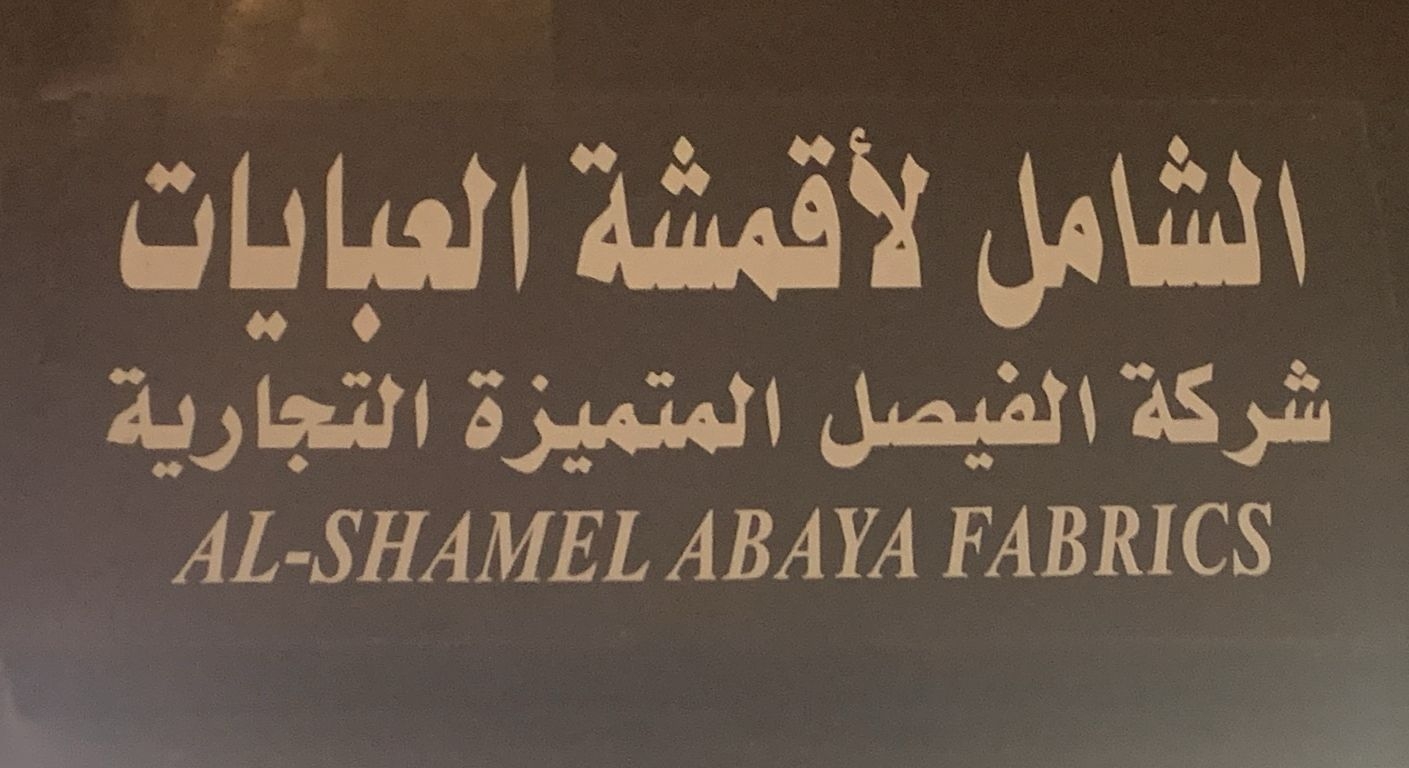 الشامل لأقمشة العبايات
شركة الفيصل المتميزة التجارية
AL-SHAMEL ABAYA FABRICS